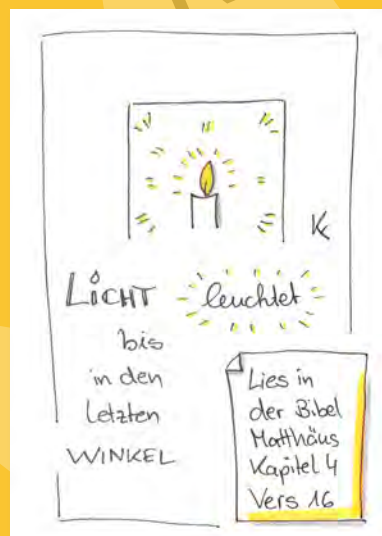 K
LICHT leuchtet
bis
in den
letzten
WINKEL
Lies in
der Bibel
Matthäus
Kapitel 4
Vers 16